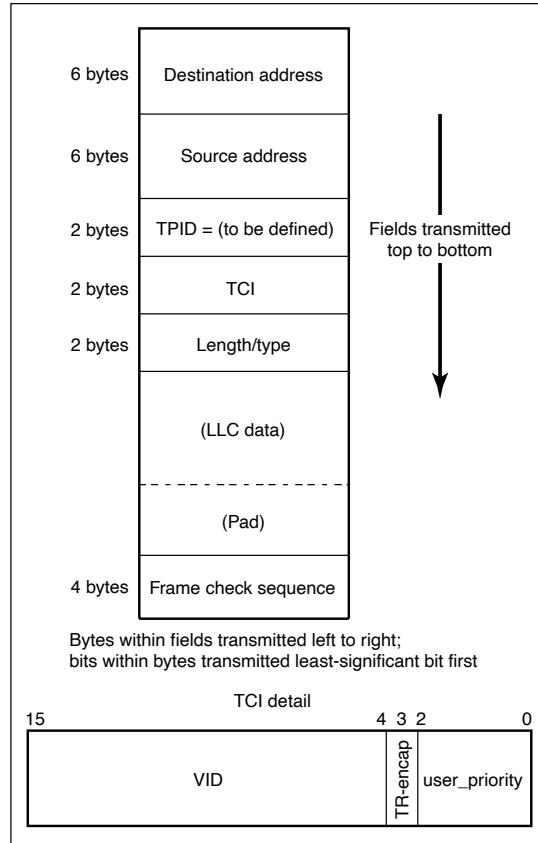 6 bytes Destination address
6 bytes Source address
2 bytes TPID = (to be defined)
Fields transmitted
top to bottom
2 bytes TCI
2 bytes Length/type
(LLC data)
(Pad)
4 bytes Frame check sequence
Bytes within fields transmitted left to right;
bits within bytes transmitted least-significant bit first
TCI detail
15 4 3 2 0
VID TR-encap user_priority